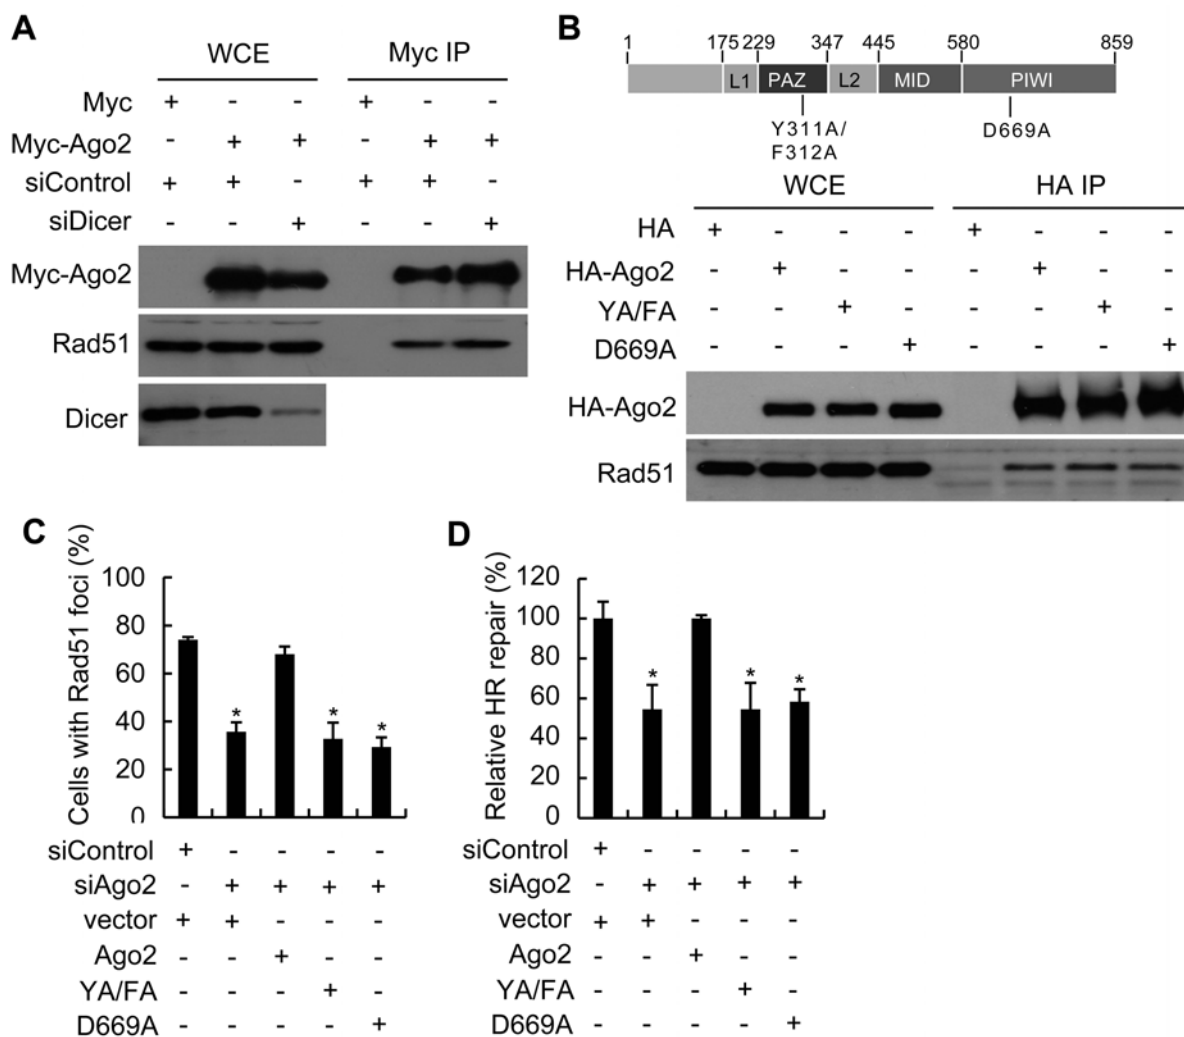 A
WCE Myc IP
Myc + - - + - -
Myc-Ago2 - + + - + +
siControl + + - + + -
siDicer - - + - - +
Myc-Ago2
Rad51
Dicer
B
1 175 229 347 445 580 859
L1 PAZ L2 MID PIWI
Y311A/ D669A
F312A
WCE HA IP
HA + - - - + - - -
HA-Ago2 - + - - - + - -
YA/FA - - + - - - + -
D669A - - - + - - - +
HA-Ago2
Rad51
C
Cells with Rad51 foci (%)
100
80
60
40
20
0
* * *
siControl + - - - -
siAgo2 - + + + +
vector + + - - -
Ago2 - - + - -
YA/FA - - - + -
D669A - - - - +
D
Relative HR repair (%)
120
100
80
60
40
20
0
* * *
siControl + - - - -
siAgo2 - + + + +
vector + + - - -
Ago2 - - + - -
YA/FA - - - + -
D669A - - - - +